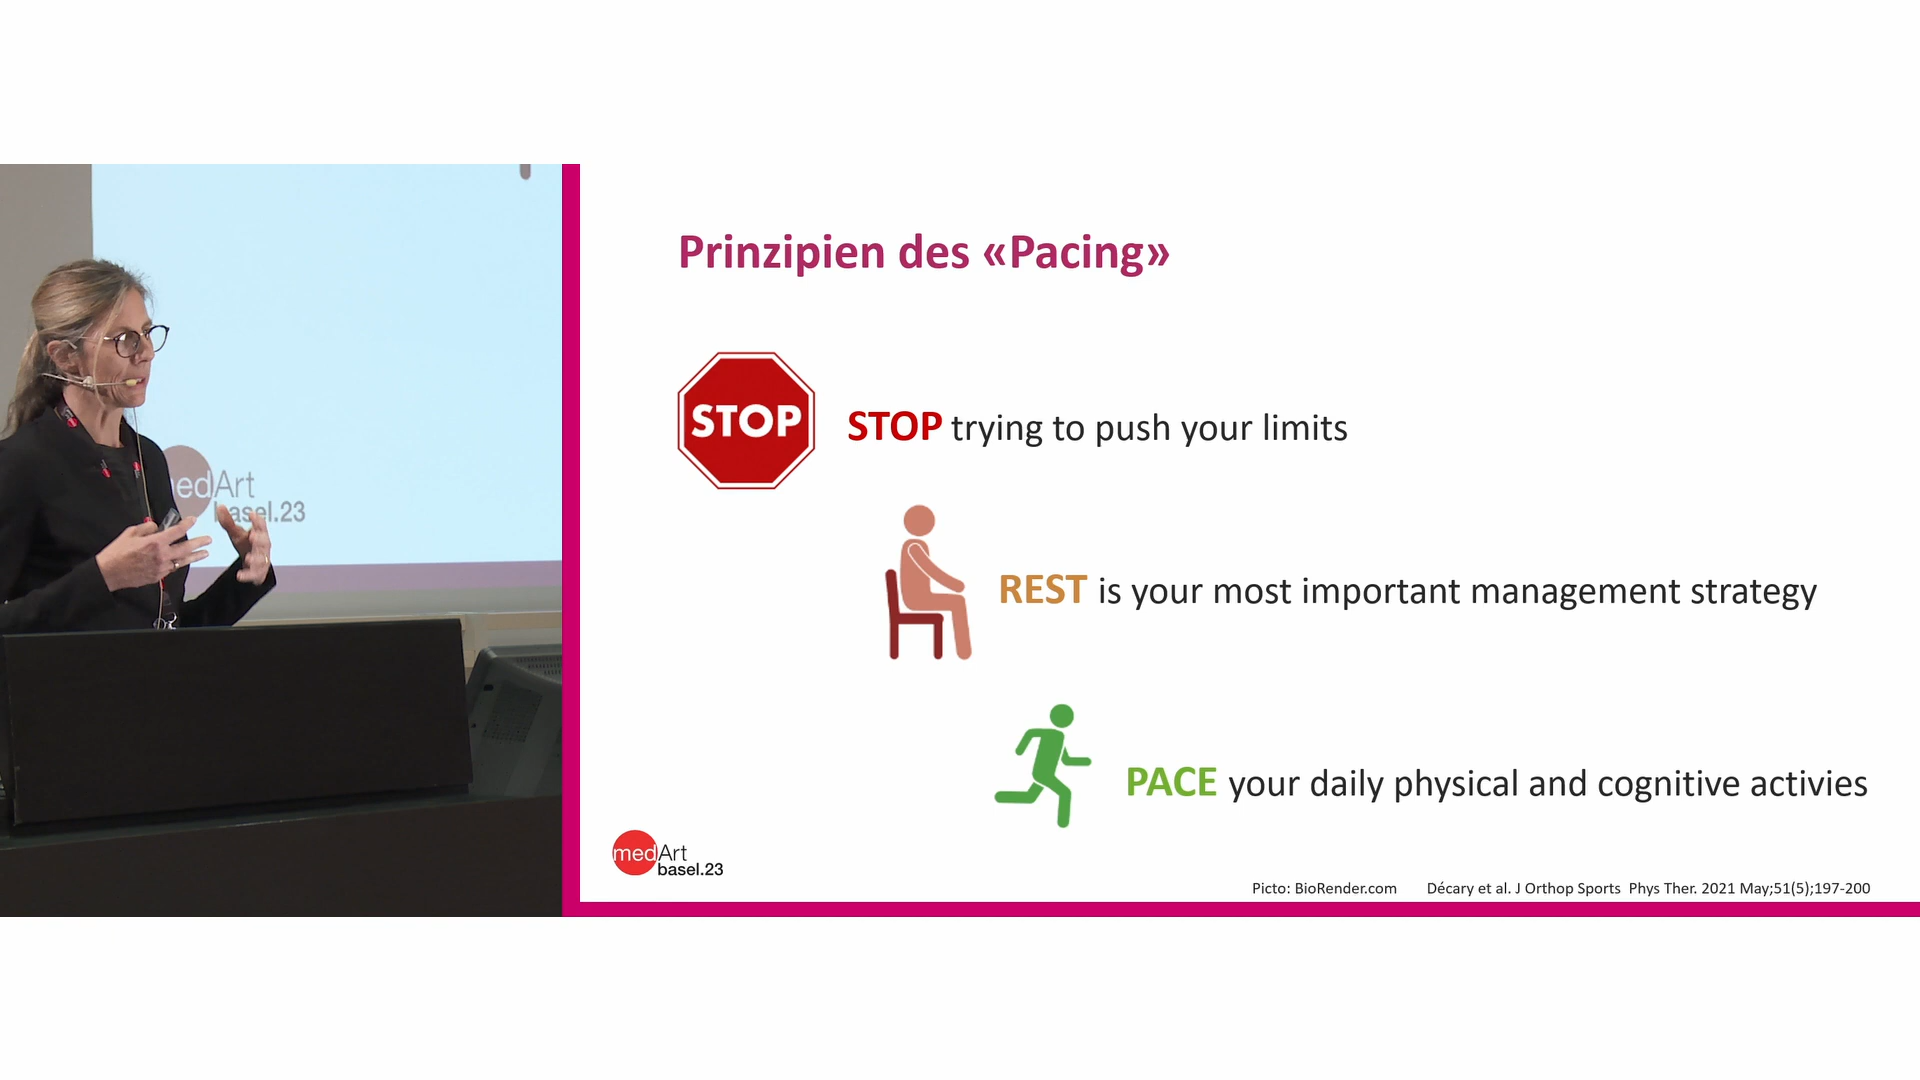 Prinzipien des «Pacing»
STOP
STOP trying to push your limits
REST is your most important management strategy
PACE your daily physical and cognitive activies
medArt
basel.23
Picto: BioRender.com Décary et al. J Orthop Sports Phys Ther. 2021 May;51(5);197-200
edArt
basel.23